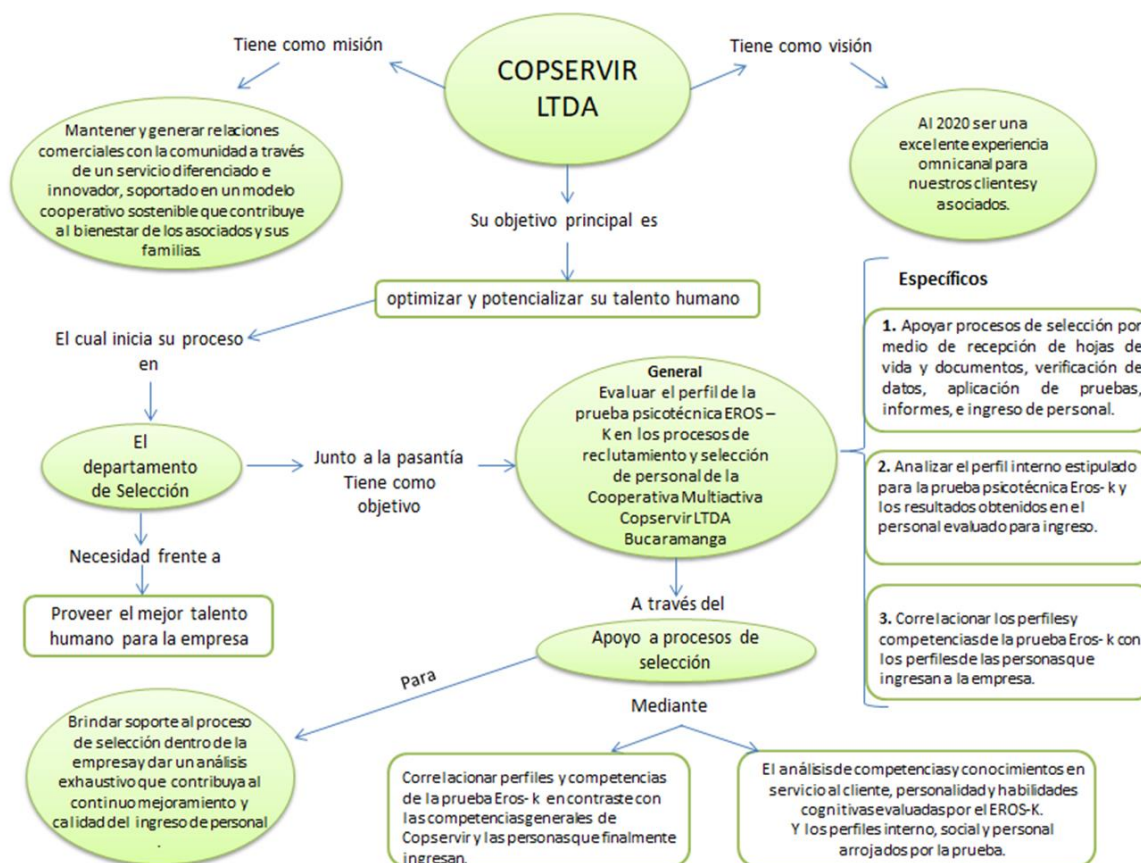 COPSERVIR
LTDA
Tiene como misión
Tiene como visión
Mantener y generar relaciones
comerciales con la comunidad a través
de un servicio diferenciado e
innovador, soportado en un modelo
cooperativo sostenible que contribuye
al bienestar de los asociados y sus
familias.
Al 2020 ser una
excelente experiencia
omnicanal para
nuestros clientes y
asociados.
Su objetivo principal es
optimizar y potencializar su talento humano
El cual inicia su proceso
en
El
departamento
de Selección
Junto a la pasantía
Tiene como
objetivo
Necesidad frente a
Proveer el mejor talento
humano para la empresa
General
Evaluar el perfil de la
prueba psicotécnica EROS –
K en los procesos de
reclutamiento y selección
de personal de la
Cooperativa Multiactiva
Copservir LTDA
Bucaramanga
Específicos
1. Apoyar procesos de selección por
medio de recepción de hojas de
vida y documentos, verificación de
datos, aplicación de pruebas,
informes, e ingreso de personal.
2. Analizar el perfil interno estipulado
para la prueba psicotécnica Eros- k y
los resultados obtenidos en el
personal evaluado para ingreso.
3. Correlacionar los perfiles y
competencias de la prueba Eros- k con
los perfiles de las personas que
ingresan a la empresa.
A través del
Apoyo a procesos de
selección
Para
Mediante
Brindar soporte al proceso
de selección dentro de la
empresa y dar un análisis
exhaustivo que contribuya al
continuo mejoramiento y
calidad del ingreso de personal
.
Correlacionar perfiles y competencias
de la prueba Eros- k en contraste con
las competencias generales de
Copservir y las personas que finalmente
ingresan.
El análisis de competencias y conocimientos en
servicio al cliente, personalidad y habilidades
cognitivas evaluadas por el EROS-K.
Y los perfiles interno, social y personal
arrojados por la prueba.